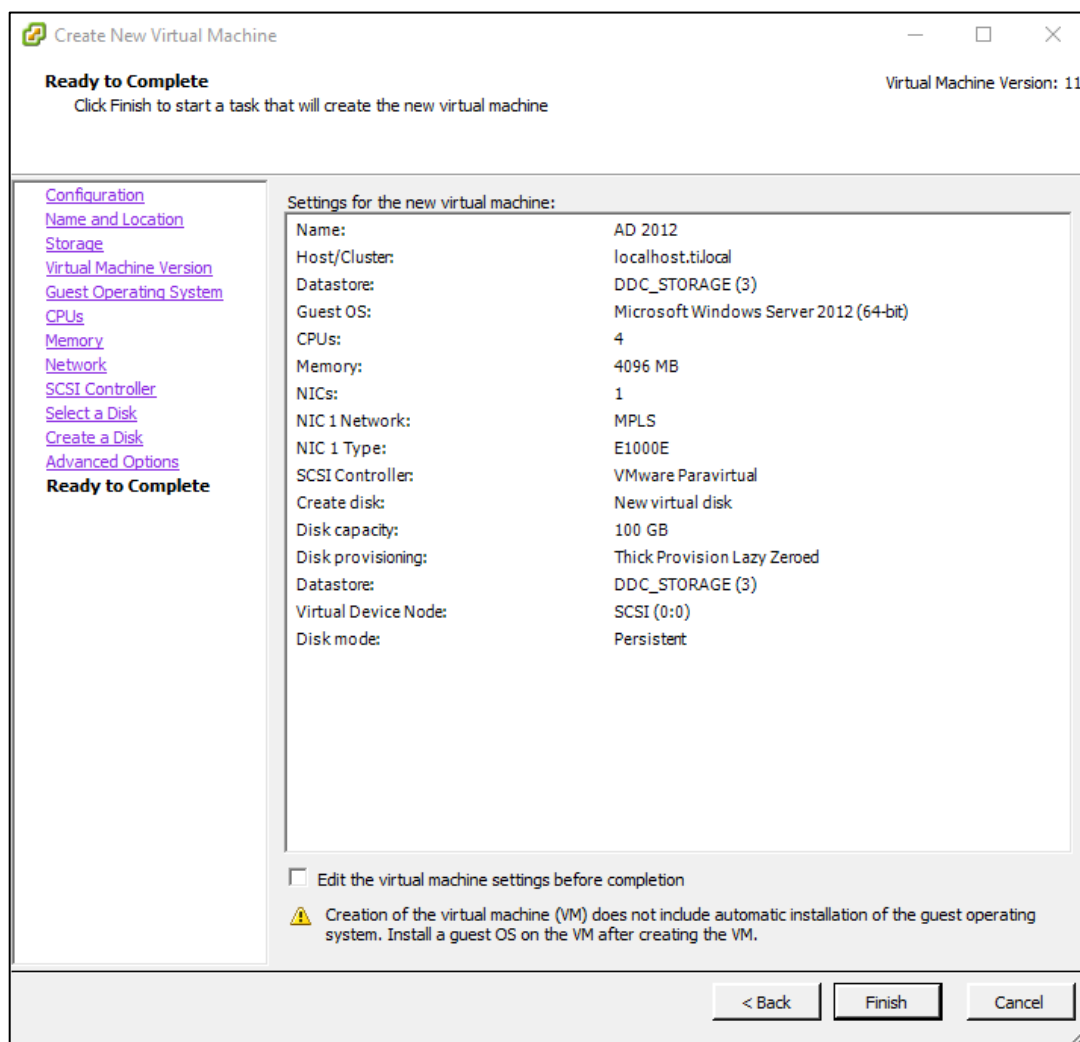 Create New Virtual Machine
Ready to Complete
Click Finish to start a task that will create the new virtual machine
Virtual Machine Version: 11
Configuration
Name and Location
Storage
Virtual Machine Version
Guest Operating System
CPUs
Memory
Network
SCSI Controller
Select a Disk
Create a Disk
Advanced Options
Ready to Complete
Settings for the new virtual machine:
Name: AD 2012
Host/Cluster: localhost.ti.local
Datastore: DDC_STORAGE (3)
Guest OS: Microsoft Windows Server 2012 (64-bit)
CPUs: 4
Memory: 4096 MB
NICs: 1
NIC 1 Network: MPLS
NIC 1 Type: E1000E
SCSI Controller: VMware Paravirtual
Create disk: New virtual disk
Disk capacity: 100 GB
Disk provisioning: Thick Provision Lazy Zeroed
Datastore: DDC_STORAGE (3)
Virtual Device Node: SCSI (0:0)
Disk mode: Persistent
Edit the virtual machine settings before completion
Creation of the virtual machine (VM) does not include automatic installation of the guest operating
system. Install a guest OS on the VM after creating the VM.
< Back
Finish
Cancel